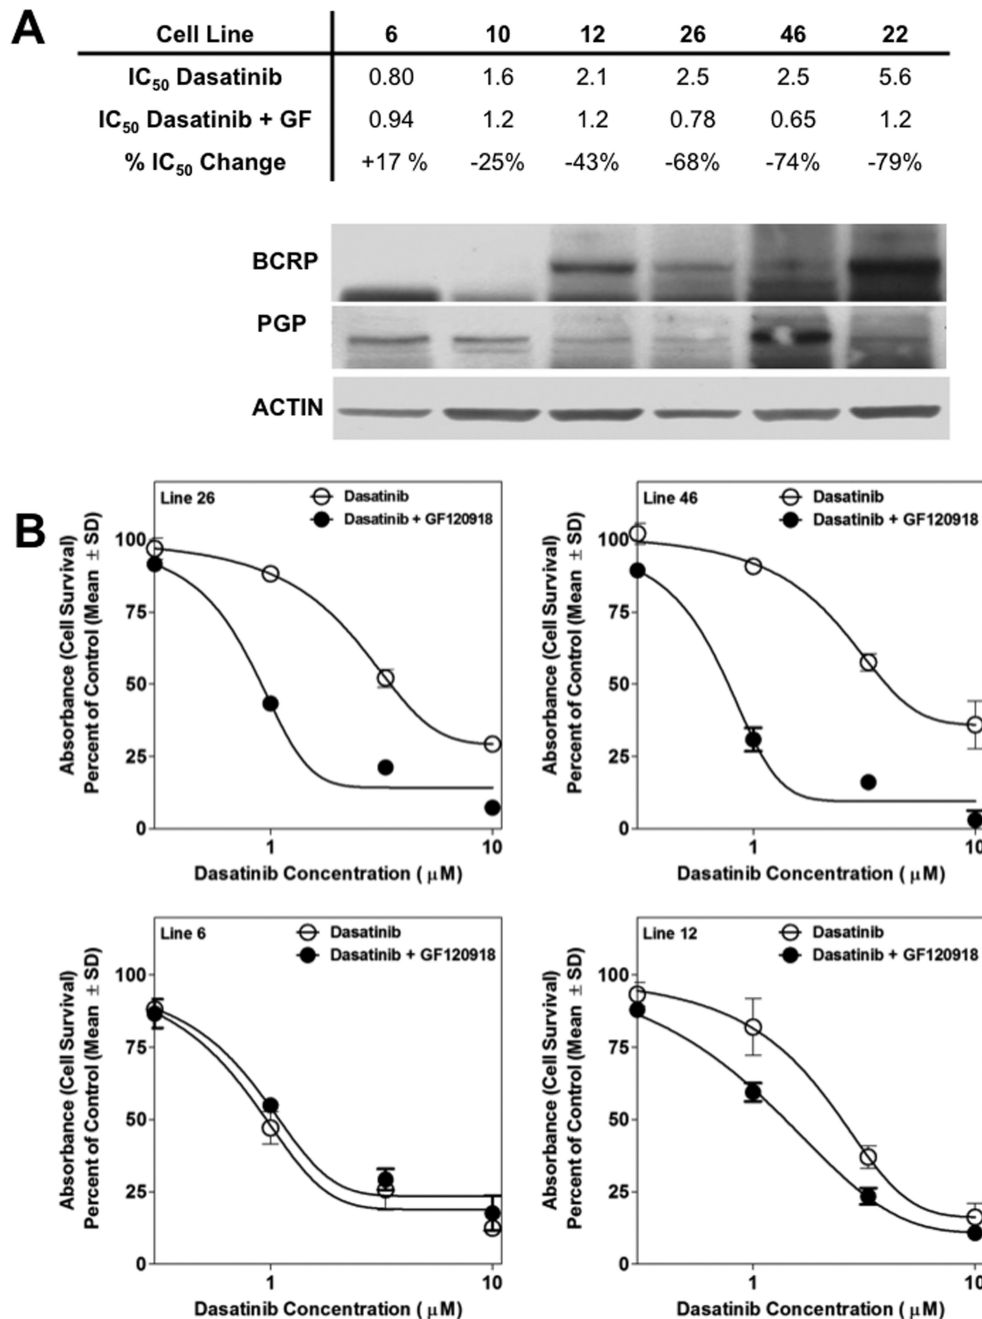 A
Cell Line 6 10 12 26 46 22
IC50 Dasatinib 0.80 1.6 2.1 2.5 2.5 5.6
IC50 Dasatinib + GF 0.94 1.2 1.2 0.78 0.65 1.2
% IC50 Change +17 % -25% -43% -68% -74% -79%
BCRP
PGP
ACTIN
B
Line 26
Dasatinib
Dasatinib + GF120918
Absorbance (Cell Survival)
Percent of Control (Mean ± SD)
100
75
50
25
0
1 10
Dasatinib Concentration ( μM)
Line 46
Dasatinib
Dasatinib + GF120918
Absorbance (Cell Survival)
Percent of Control (Mean ± SD)
100
75
50
25
0
1 10
Dasatinib Concentration ( μM)
Line 6
Dasatinib
Dasatinib + GF120918
Absorbance (Cell Survival)
Percent of Control (Mean ± SD)
100
75
50
25
0
1 10
Dasatinib Concentration ( μM)
Line 12
Dasatinib
Dasatinib + GF120918
Absorbance (Cell Survival)
Percent of Control (Mean ± SD)
100
75
50
25
0
1 10
Dasatinib Concentration ( μM)